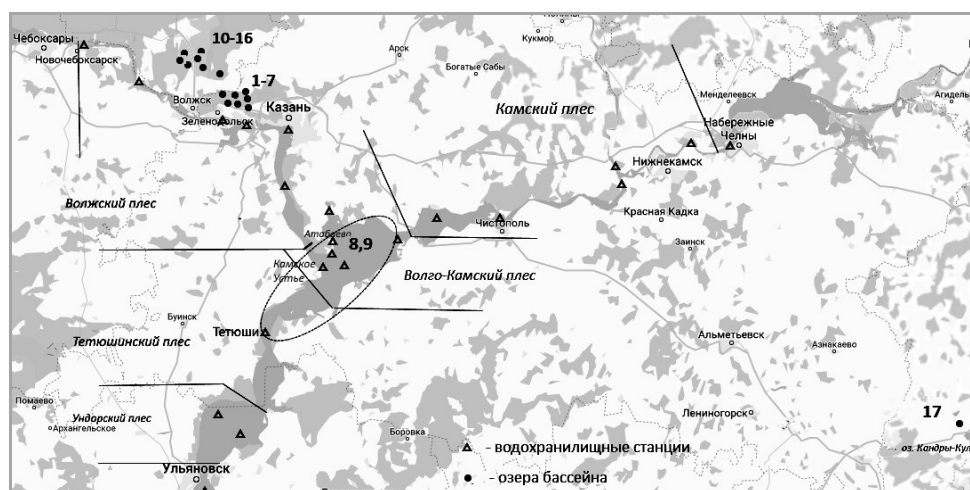 Чебоксары
Новочебоксарск
10-16
1-7
Волжск
Зеленодольск
Казань
Арск
Кукмор
Богатые Сабы
Камский плес
Менделеевск
Агидель
Набережные
Челны
Нижнекамск
Волжский плес
Атабаево
8,9
Чистополь
Красная Кадка
Заинск
Камское
Устье
Волго-Камский плес
Буинск
Тетюши
Тетюшинский плес
Альметьевск
Азнакаево
Помаево
Архангельское
Ундорский плес
Боровка
Лениногорск
17
оз. Кандры-Кул
- водохранилищные станции
Ульяновск
- озера бассейна